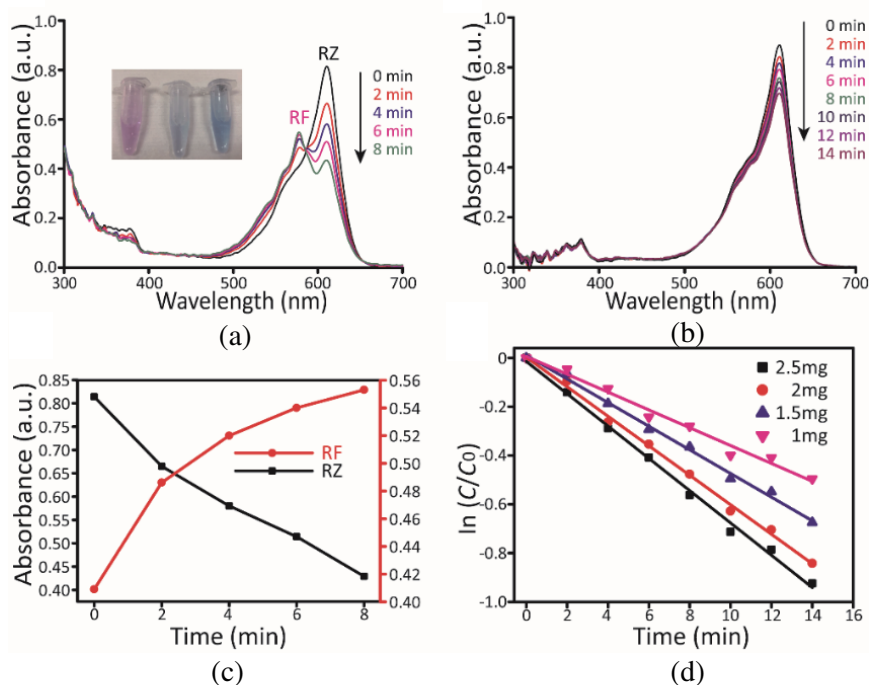 RZ
RF
0 min
2 min
4 min
6 min
8 min
Absorbance (a.u.)
1.0
0.8
0.6
0.4
0.2
0.0
300 400 500 600 700
Wavelength (nm)
(a)
0 min
2 min
4 min
6 min
8 min
10 min
12 min
14 min
Absorbance (a.u.)
1.0
0.8
0.6
0.4
0.2
0.0
300 400 500 600 700
Wavelength (nm)
(b)
Absorbance (a.u.)
0.85
0.80
0.75
0.70
0.65
0.60
0.55
0.50
0.45
0.40
0.56
0.54
0.52
0.50
0.48
0.46
0.44
0.42
0.40
RF
RZ
0 2 4 6 8
Time (min)
(c)
ln (C/C0)
0
-0.2
-0.4
-0.6
-0.8
-1.0
2.5mg
2mg
1.5mg
1mg
0 2 4 6 8 10 12 14 16
Time (min)
(d)